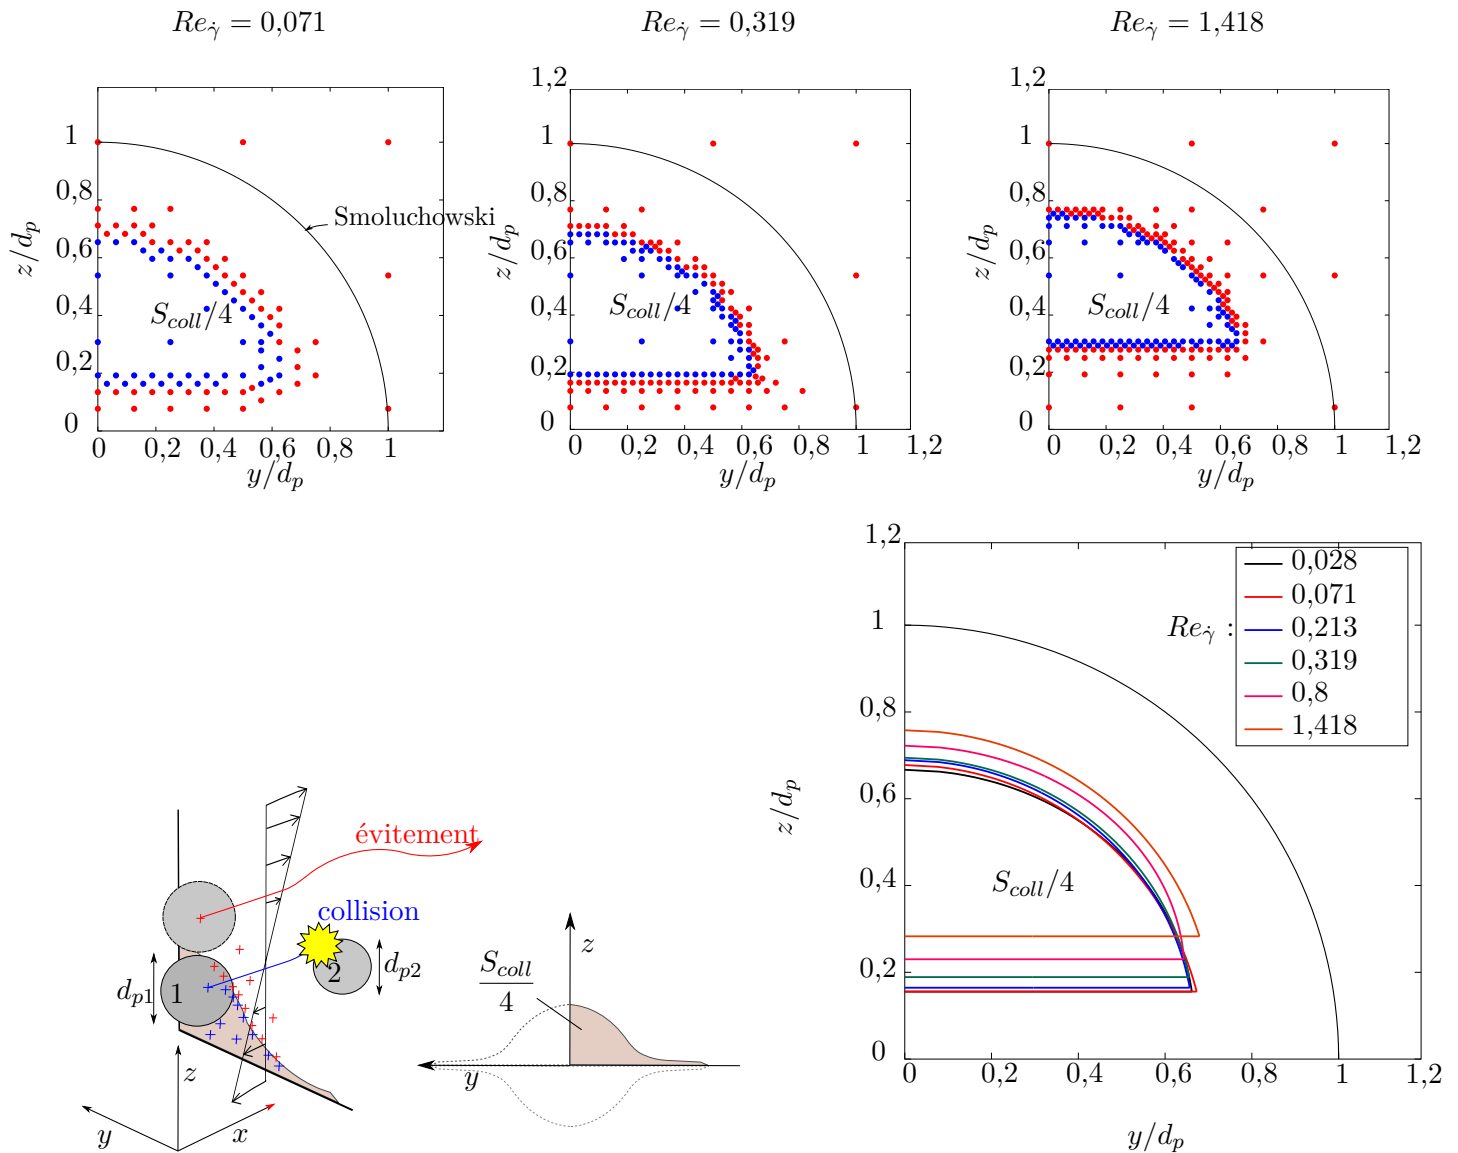 Re_γ̇ = 0,071
z/d_p
1
0,8
0,6
0,4
0,2
0
0 0,2 0,4 0,6 0,8 1
y/d_p
Smoluchowski
S_coll/4
Re_γ̇ = 0,319
z/d_p
1,2
1
0,8
0,6
0,4
0,2
0
0 0,2 0,4 0,6 0,8 1 1,2
y/d_p
S_coll/4
Re_γ̇ = 1,418
z/d_p
1,2
1
0,8
0,6
0,4
0,2
0
0 0,2 0,4 0,6 0,8 1 1,2
y/d_p
S_coll/4
évitement
collision
d_p1
1
2
d_p2
z
y
x
S_coll
4
z
y
z/d_p
1,2
1
0,8
0,6
0,4
0,2
0
0 0,2 0,4 0,6 0,8 1 1,2
y/d_p
S_coll/4
Re_γ̇ :
0,028
0,071
0,213
0,319
0,8
1,418